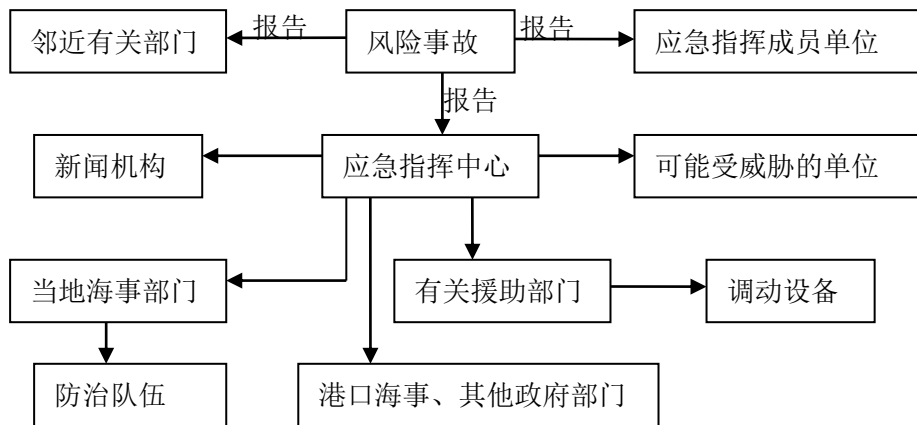 邻近有关部门
报告
风险事故
报告
应急指挥成员单位
报告
新闻机构
应急指挥中心
可能受威胁的单位
当地海事部门
有关援助部门
调动设备
防治队伍
港口海事、其他政府部门